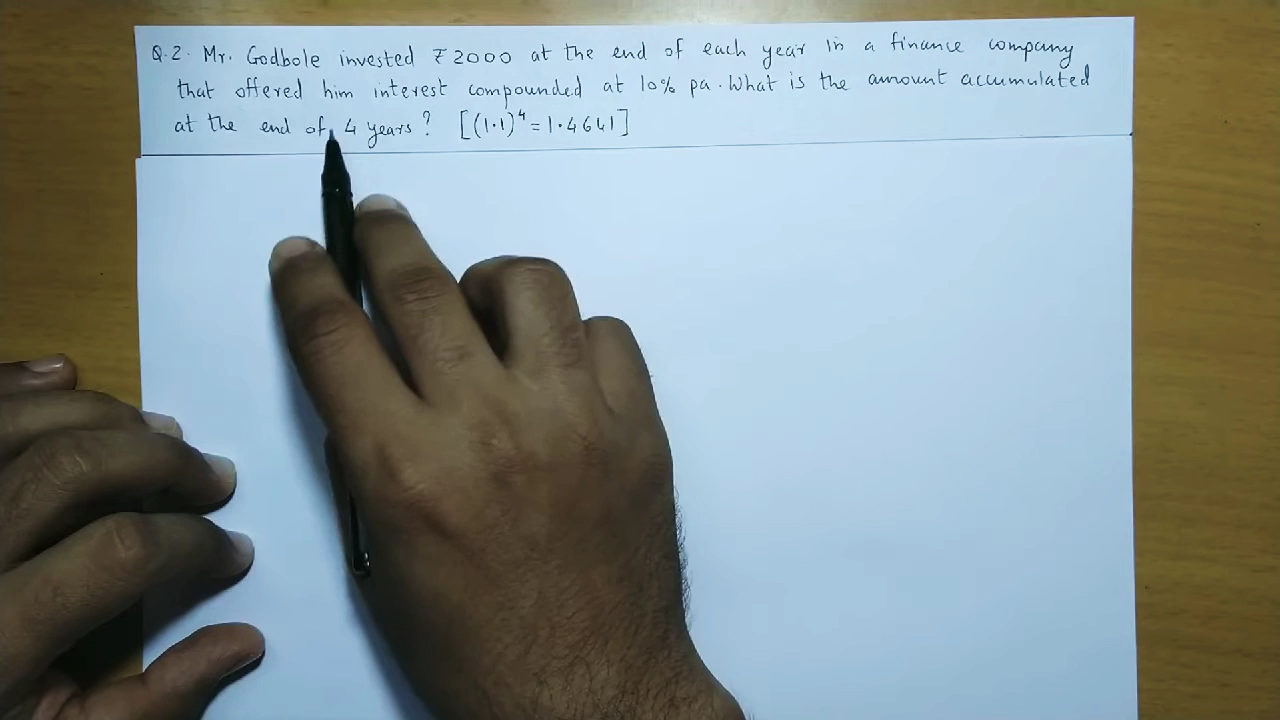 Q.2. Mr. Godbole invested ₹2000 at the end of each year in a finance company
that offered him interest compounded at 10% pa. What is the amount accumulated
at the end of 4 years? [(1.1)⁴ = 1.4641]